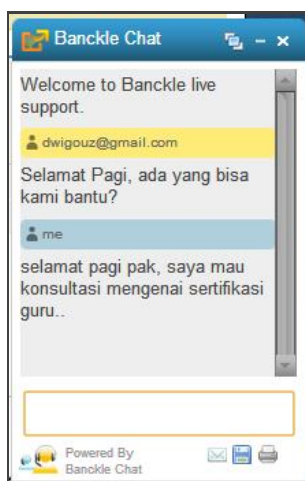 Banckle Chat
Welcome to Banckle live
support.
dwigouz@gmail.com
Selamat Pagi, ada yang bisa
kami bantu?
me
selamat pagi pak, saya mau
konsultasi mengenai sertifikasi
guru..
Powered By
Banckle Chat